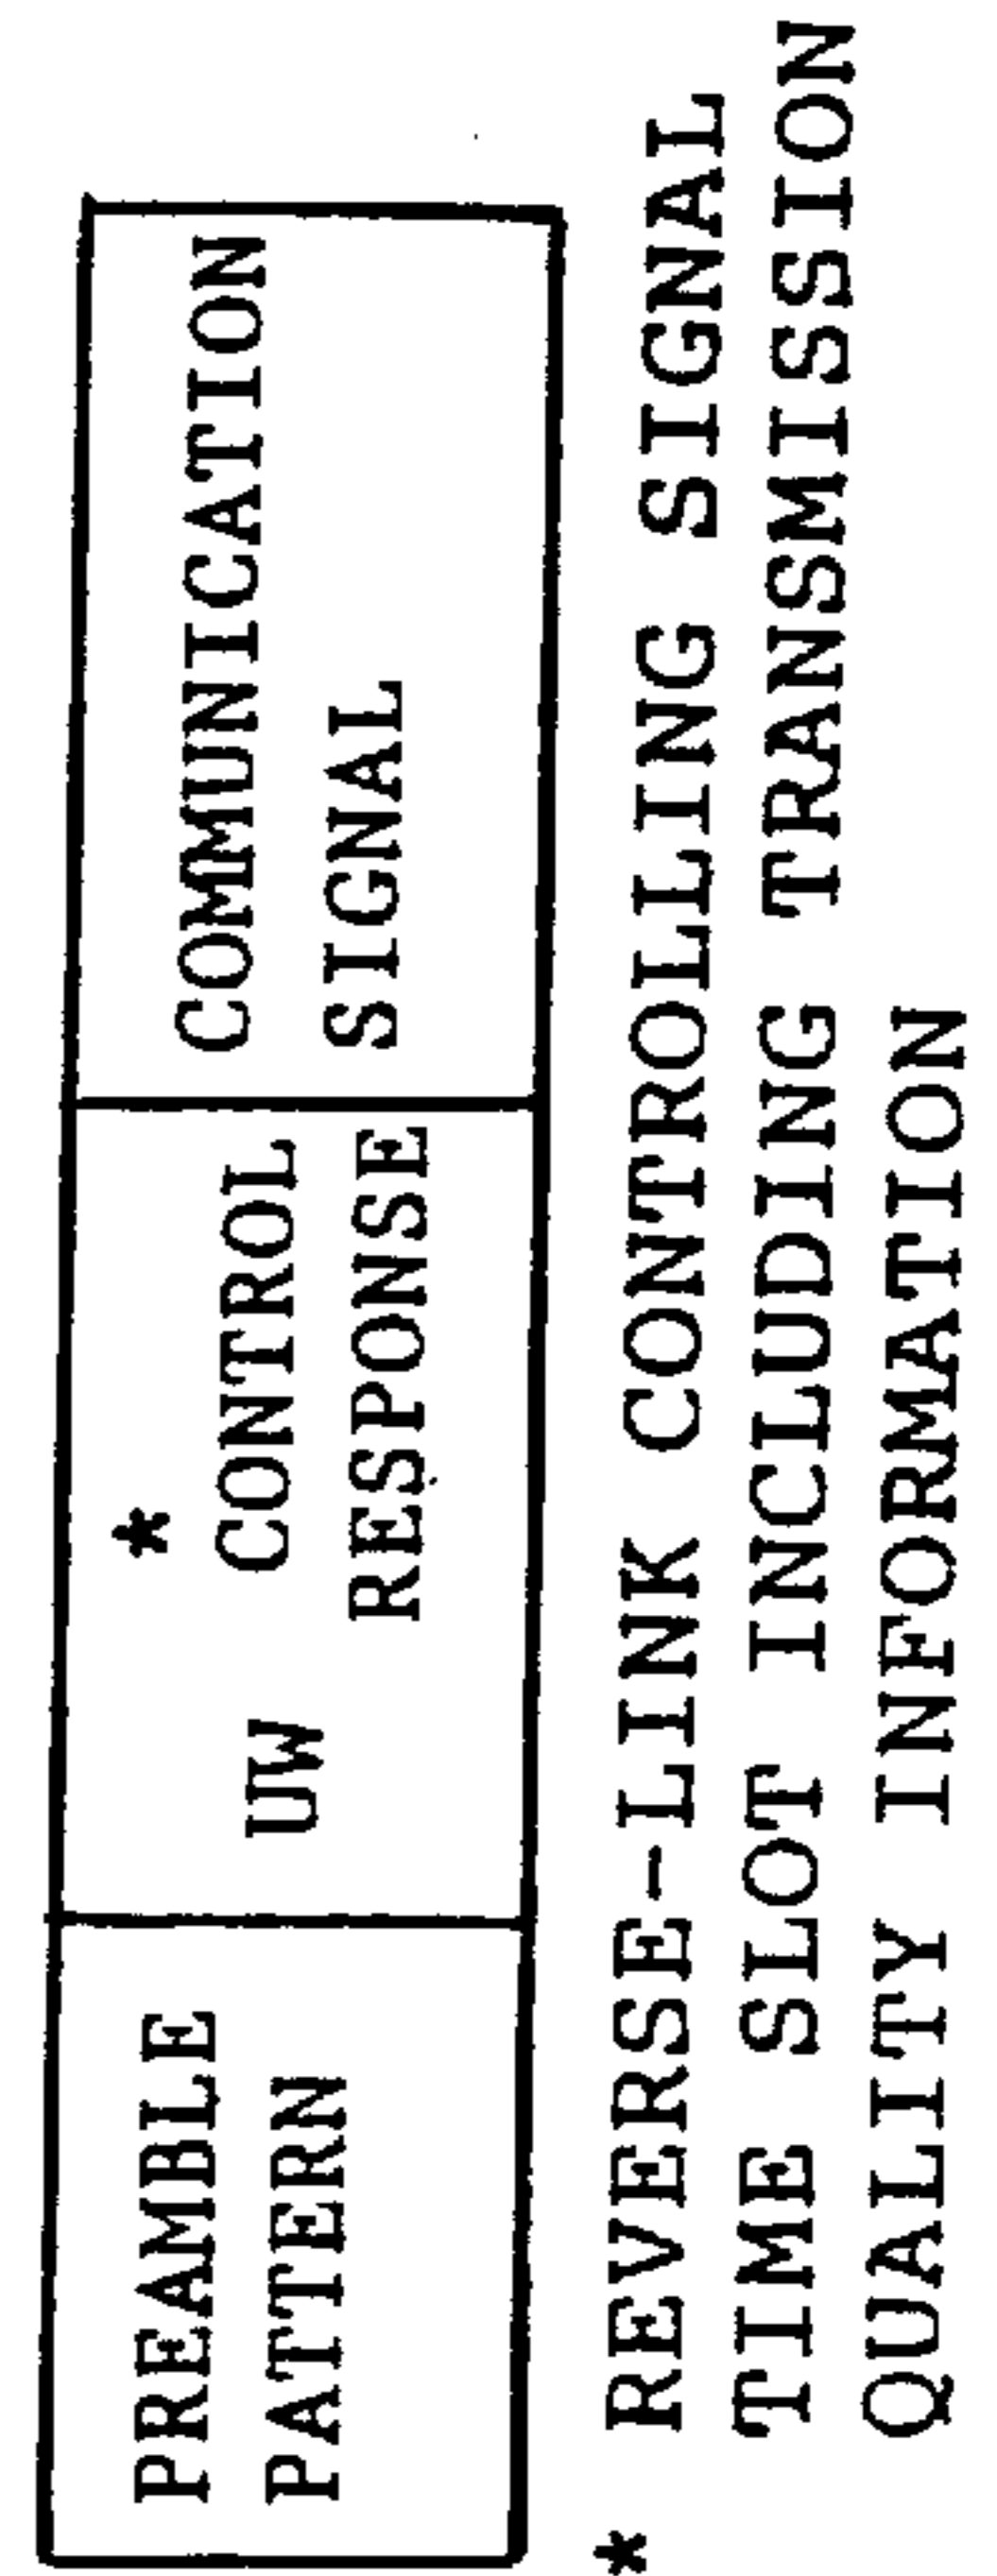 PREAMBLE
PATTERN
UW
*
CONTROL
RESPONSE
COMMUNICATION
SIGNAL
* REVERSE-LINK CONTROLLING SIGNAL
TIME SLOT INCLUDING TRANSMISSION
QUALITY INFORMATION